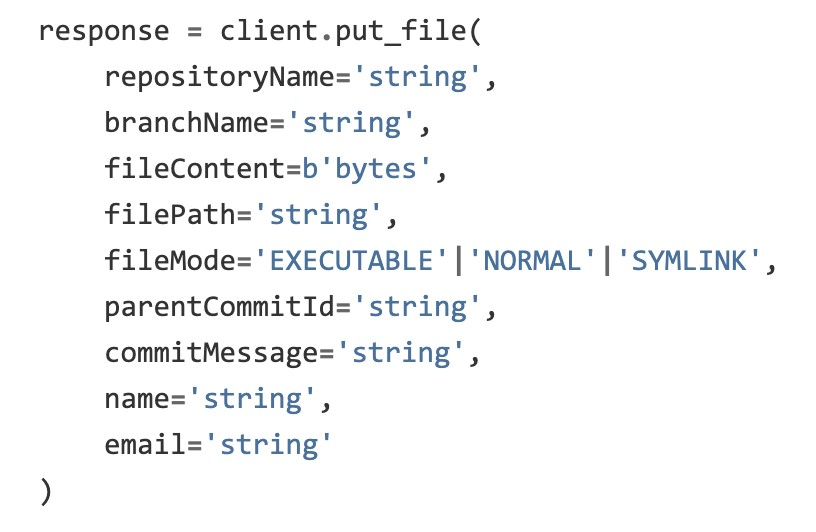 response = client.put_file(
    repositoryName='string',
    branchName='string',
    fileContent=b'bytes',
    filePath='string',
    fileMode='EXECUTABLE'|'NORMAL'|'SYMLINK',
    parentCommitId='string',
    commitMessage='string',
    name='string',
    email='string'
)